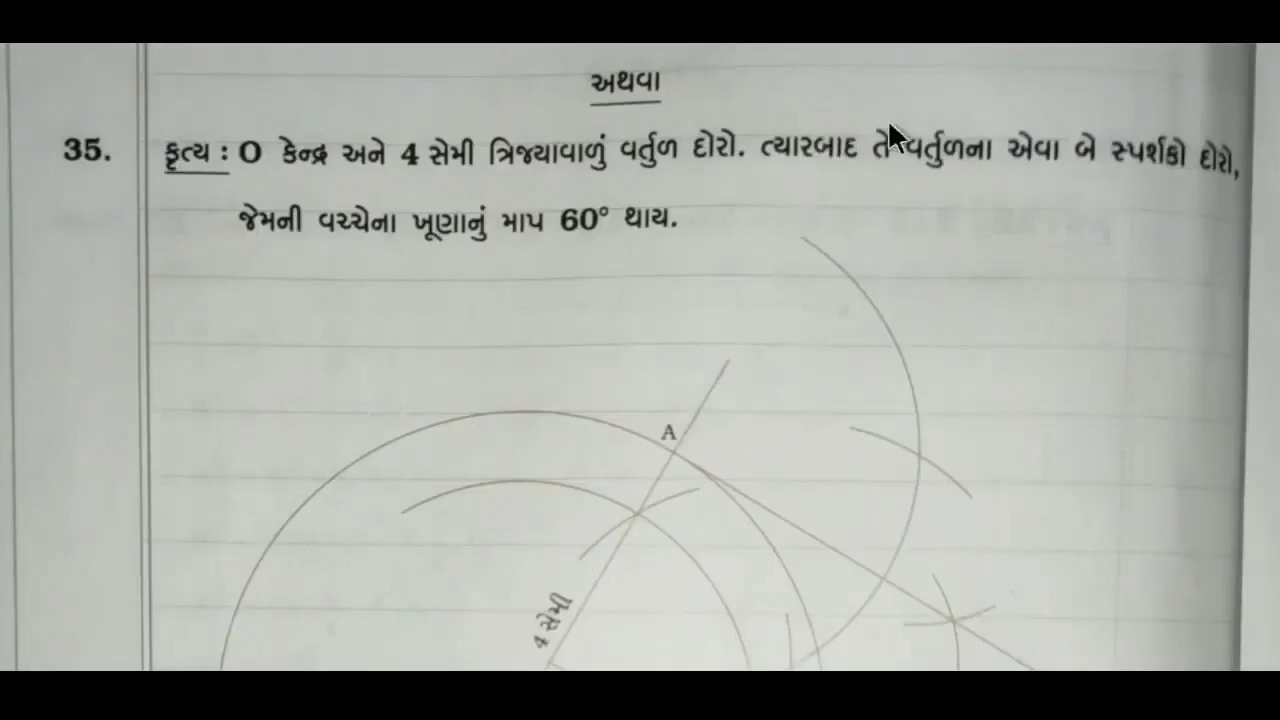 અથવા
35. કૃત્ય : O કેન્દ્ર અને 4 સેમી ત્રિજ્યાવાળું વર્તુળ દોરો. ત્યારબાદ તે વર્તુળના એવા બે સ્પર્શકો દોરો,
જેમની વચ્ચેના ખૂણાનું માપ 60° થાય.
A
4 સેમી